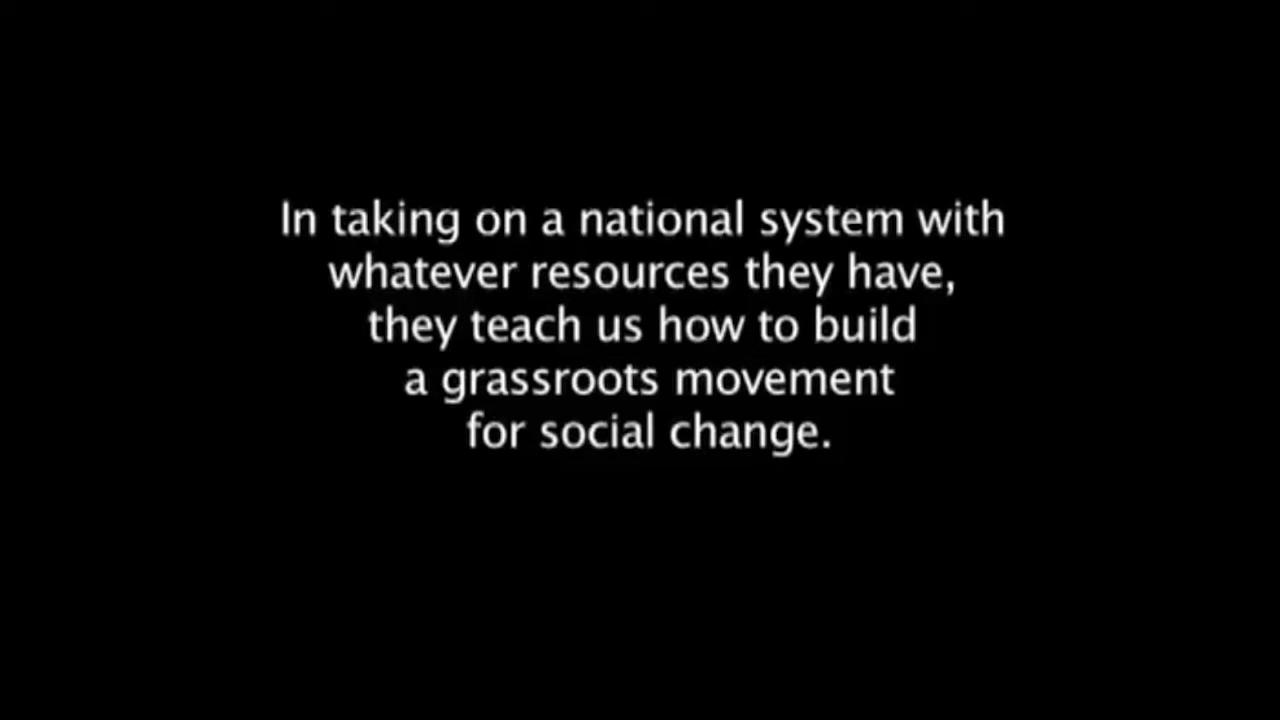 In taking on a national system with
whatever resources they have,
they teach us how to build
a grassroots movement
for social change.